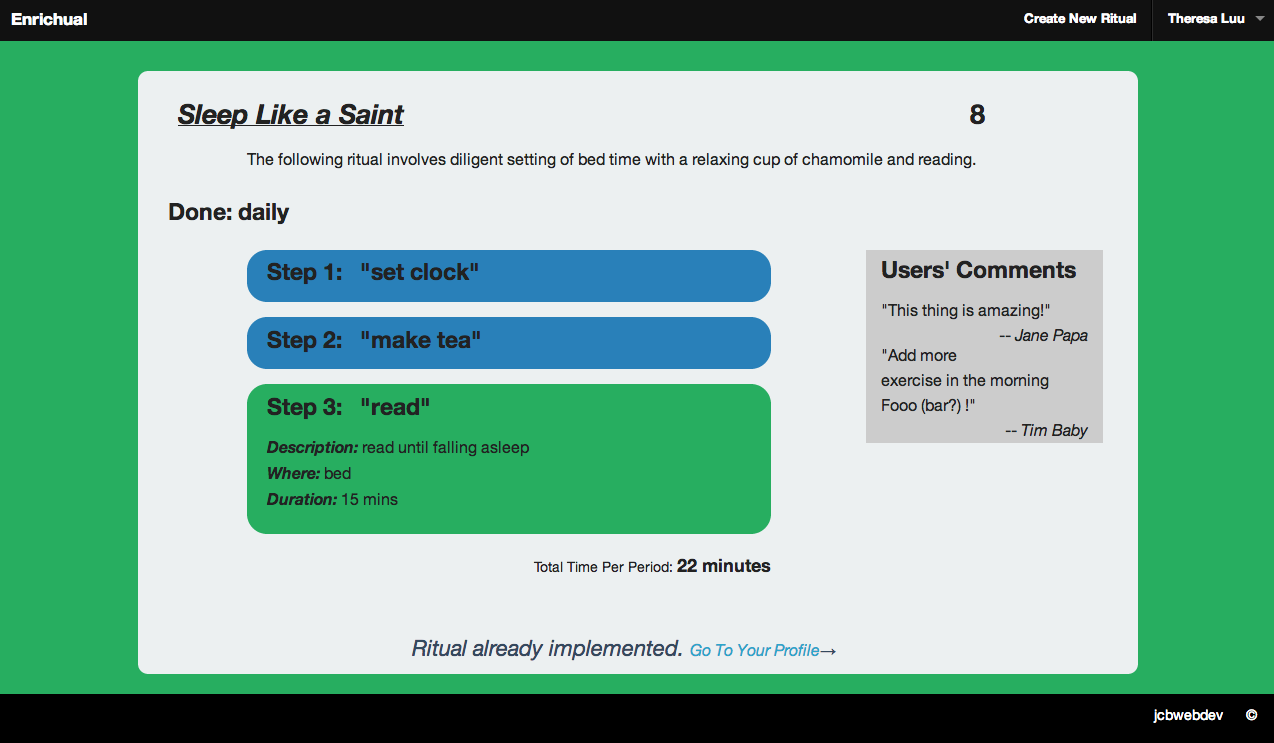 Enrichual
Create New Ritual
Theresa Luu
Sleep Like a Saint
8
The following ritual involves diligent setting of bed time with a relaxing cup of chamomile and reading.
Done: daily
Step 1: "set clock"
Step 2: "make tea"
Step 3: "read"
Description: read until falling asleep
Where: bed
Duration: 15 mins
Total Time Per Period: 22 minutes
Users' Comments
"This thing is amazing!"
-- Jane Papa
"Add more
exercise in the morning
Fooo (bar?) !"
-- Tim Baby
Ritual already implemented. Go To Your Profile→
jcbwebdev ©